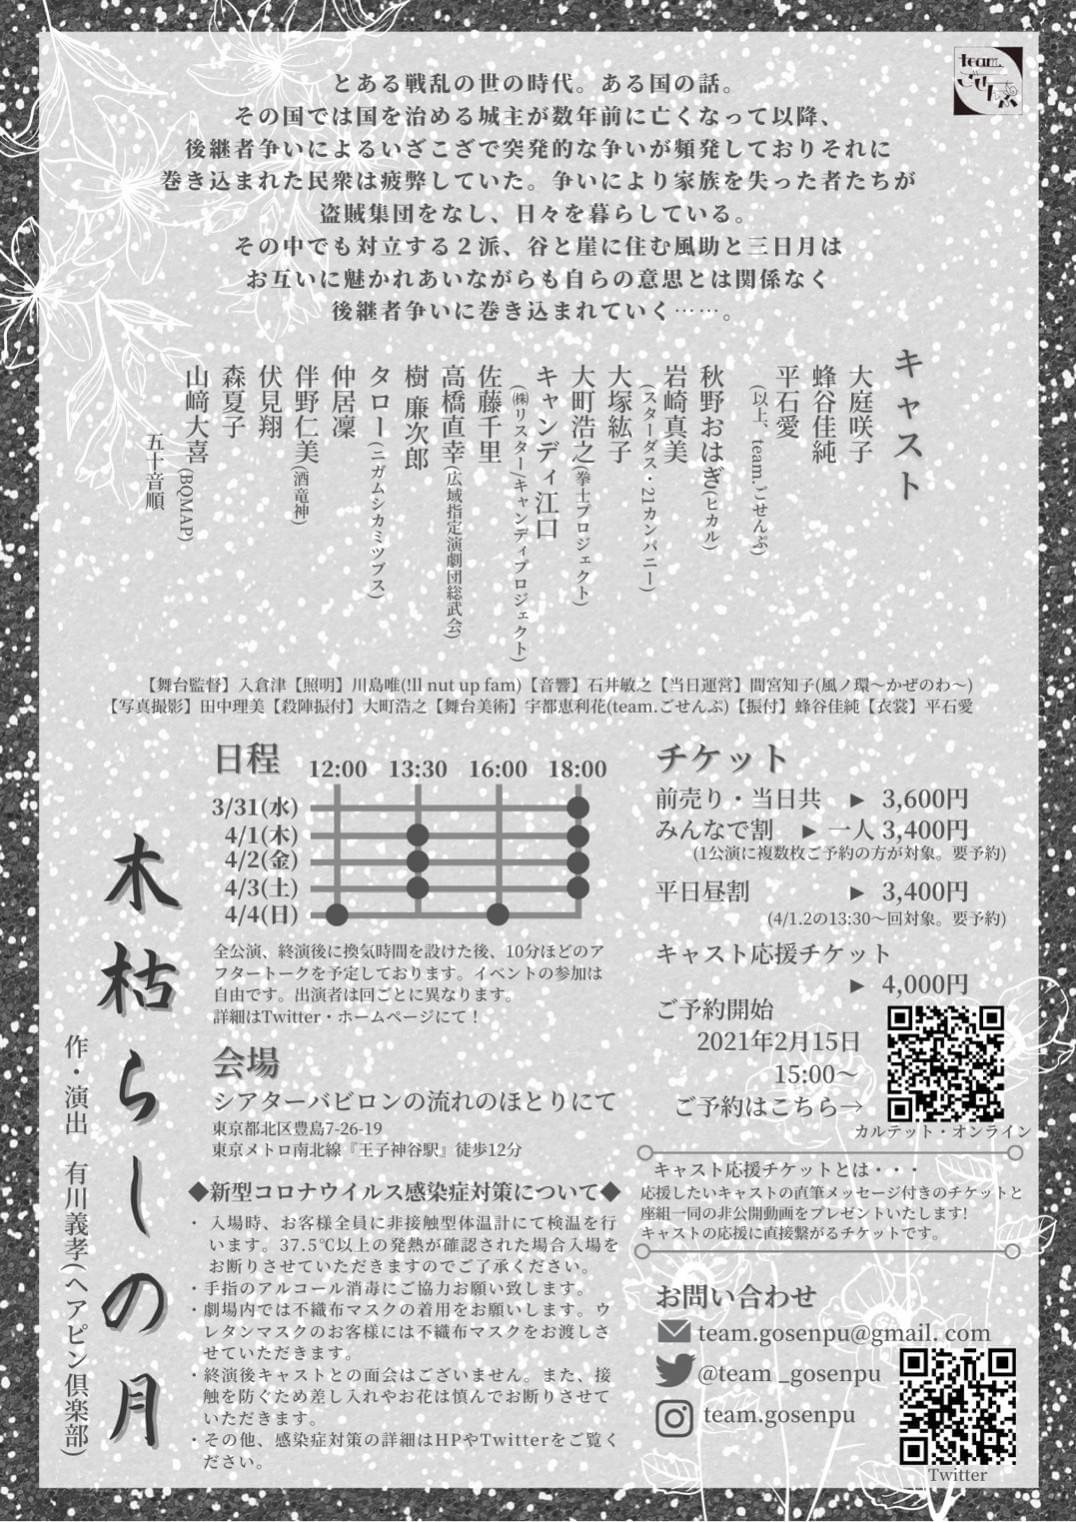 team.ごせんぷ
とある戦乱の世の時代。ある国の話。
その国では国を治める城主が数年前に亡くなって以降、
後継者争いによるいざこざで突発的な争いが頻発しておりそれに
巻き込まれた民衆は疲弊していた。争いにより家族を失った者たちが
盗賊集団をなし、日々を暮らしている。
その中でも対立する２派、谷と崖に住む風助と三日月は
お互いに魅かれあいながらも自らの意思とは関係なく
後継者争いに巻き込まれていく……。
キャスト
大庭咲子
蜂谷佳純
平石愛
(以上、team.ごせんぷ)
秋野おはぎ(ヒカル)
岩崎真美
(スターダス・21カンパニー)
大塚紘子
大町浩之(拳士プロジェクト)
キャンディ江口
(㈱リスター/キャンディプロジェクト)
佐藤千里
高橋直幸(広域指定演劇団総武会)
樹 廉次郎
タロー(ニガムシカミツブス)
仲居凜
伴野仁美(酒竜神)
伏見翔
森夏子
山﨑大喜(BQMAP)
五十音順
【舞台監督】入倉津【照明】川島唯(!ll nut up fam)【音響】石井敏之【当日運営】間宮知子(風ノ環〜かぜのわ〜)
【写真撮影】田中理美【殺陣振付】大町浩之【舞台美術】宇都恵利花(team.ごせんぷ)【振付】蜂谷佳純【衣裳】平石愛
木枯らしの月
作・演出 有川義孝(ヘアピン倶楽部)
日程
12:00 13:30 16:00 18:00
3/31(水)
4/1(木)
4/2(金)
4/3(土)
4/4(日)
全公演、終演後に換気時間を設けた後、10分ほどのア
フタートークを予定しております。イベントの参加は
自由です。出演者は回ごとに異なります。
詳細はTwitter・ホームページにて！
会場
シアターバビロンの流れのほとりにて
東京都北区豊島7-26-19
東京メトロ南北線『王子神谷駅』徒歩12分
◆新型コロナウイルス感染症対策について◆
・ 入場時、お客様全員に非接触型体温計にて検温を行
います。37.5℃以上の発熱が確認された場合入場を
お断りさせていただきますのでご了承ください。
・手指のアルコール消毒にご協力お願い致します。
・劇場内では不織布マスクの着用をお願いします。ウ
レタンマスクのお客様には不織布マスクをお渡しさ
せていただきます。
・終演後キャストとの面会はございません。また、接
触を防ぐため差し入れやお花は慎んでお断りさせて
いただきます。
・その他、感染症対策の詳細はHPやTwitterをご覧く
ださい。
チケット
前売り・当日共 ▶ 3,600円
みんなで割 ▶ 一人 3,400円
(1公演に複数枚ご予約の方が対象。要予約)
平日昼割 ▶ 3,400円
(4/1.2の13:30〜回対象。要予約)
キャスト応援チケット
▶ 4,000円
ご予約開始
2021年2月15日
15:00〜
ご予約はこちら→
カルテット・オンライン
キャスト応援チケットとは・・・
応援したいキャストの直筆メッセージ付きのチケットと
座組一同の非公開動画をプレゼントいたします!
キャストの応援に直接繋がるチケットです。
お問い合わせ
team.gosenpu@gmail. com
@team _gosenpu
team.gosenpu
Twitter